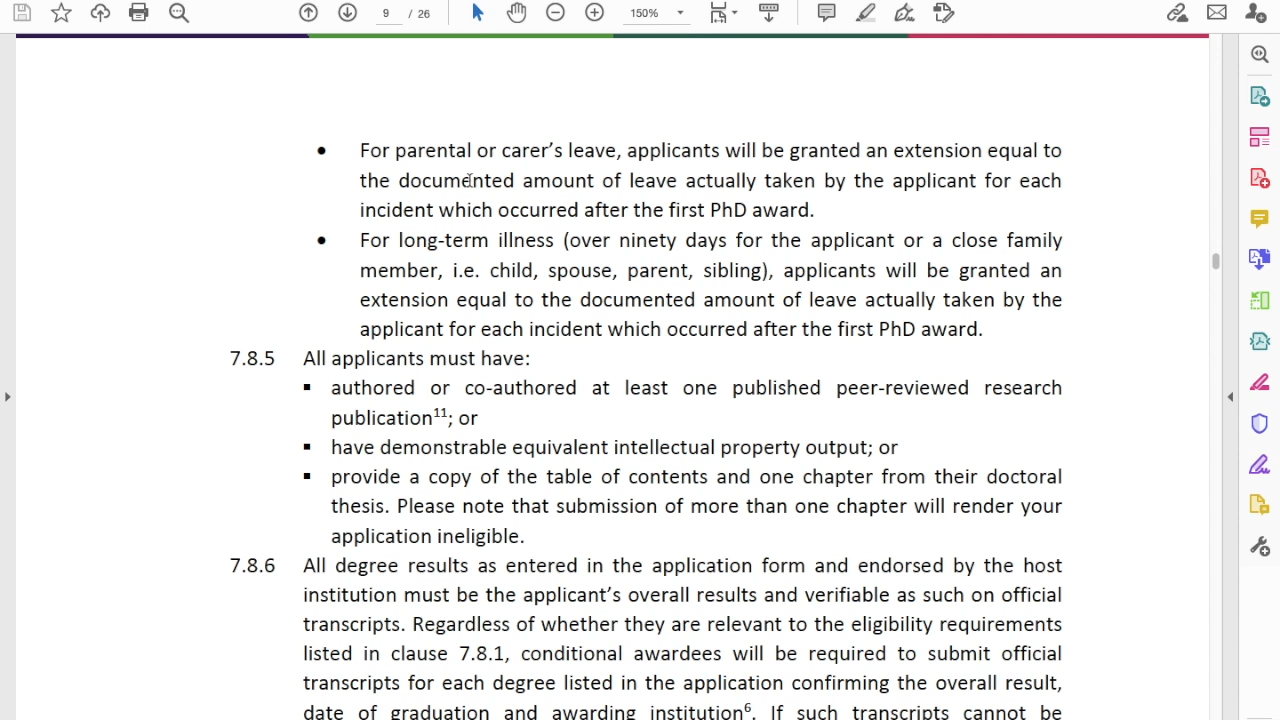 9 / 26 150%
• For parental or carer’s leave, applicants will be granted an extension equal to
the documented amount of leave actually taken by the applicant for each
incident which occurred after the first PhD award.
• For long-term illness (over ninety days for the applicant or a close family
member, i.e. child, spouse, parent, sibling), applicants will be granted an
extension equal to the documented amount of leave actually taken by the
applicant for each incident which occurred after the first PhD award.
7.8.5 All applicants must have:
▪ authored or co-authored at least one published peer-reviewed research
publication¹¹; or
▪ have demonstrable equivalent intellectual property output; or
▪ provide a copy of the table of contents and one chapter from their doctoral
thesis. Please note that submission of more than one chapter will render your
application ineligible.
7.8.6 All degree results as entered in the application form and endorsed by the host
institution must be the applicant’s overall results and verifiable as such on official
transcripts. Regardless of whether they are relevant to the eligibility requirements
listed in clause 7.8.1, conditional awardees will be required to submit official
transcripts for each degree listed in the application confirming the overall result,
date of graduation and awarding institution⁶. If such transcripts cannot be